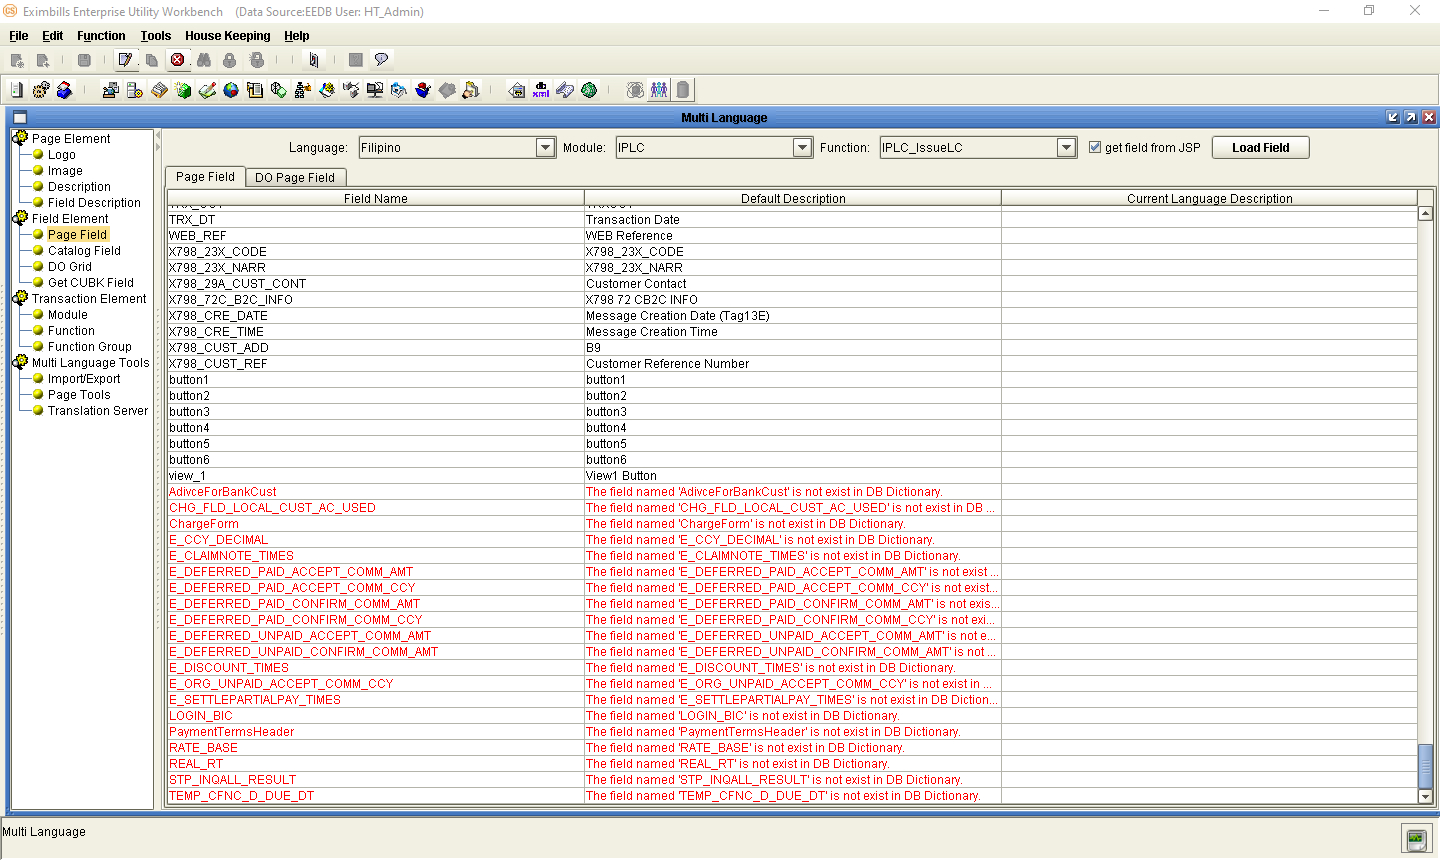 Eximbills Enterprise Utility Workbench (Data Source:EEDB User: HT_Admin)
File Edit Function Tools House Keeping Help
Multi Language
Page Element
Logo
Image
Description
Field Description
Field Element
Page Field
Catalog Field
DO Grid
Get CUBK Field
Transaction Element
Module
Function
Function Group
Multi Language Tools
Import/Export
Page Tools
Translation Server
Language: Filipino Module: IPLC Function: IPLC_IssueLC get field from JSP Load Field
Page Field DO Page Field
Field Name Default Description Current Language Description
TRX_DT Transaction Date
WEB_REF WEB Reference
X798_23X_CODE X798_23X_CODE
X798_23X_NARR X798_23X_NARR
X798_29A_CUST_CONT Customer Contact
X798_72C_B2C_INFO X798 72 CB2C INFO
X798_CRE_DATE Message Creation Date (Tag13E)
X798_CRE_TIME Message Creation Time
X798_CUST_ADD B9
X798_CUST_REF Customer Reference Number
button1 button1
button2 button2
button3 button3
button4 button4
button5 button5
button6 button6
view_1 View1 Button
AdivceForBankCust The field named 'AdivceForBankCust' is not exist in DB Dictionary.
CHG_FLD_LOCAL_CUST_AC_USED The field named 'CHG_FLD_LOCAL_CUST_AC_USED' is not exist in DB ...
ChargeForm The field named 'ChargeForm' is not exist in DB Dictionary.
E_CCY_DECIMAL The field named 'E_CCY_DECIMAL' is not exist in DB Dictionary.
E_CLAIMNOTE_TIMES The field named 'E_CLAIMNOTE_TIMES' is not exist in DB Dictionary.
E_DEFERRED_PAID_ACCEPT_COMM_AMT The field named 'E_DEFERRED_PAID_ACCEPT_COMM_AMT' is not exist ...
E_DEFERRED_PAID_ACCEPT_COMM_CCY The field named 'E_DEFERRED_PAID_ACCEPT_COMM_CCY' is not exist...
E_DEFERRED_PAID_CONFIRM_COMM_AMT The field named 'E_DEFERRED_PAID_CONFIRM_COMM_AMT' is not exis...
E_DEFERRED_PAID_CONFIRM_COMM_CCY The field named 'E_DEFERRED_PAID_CONFIRM_COMM_CCY' is not exi...
E_DEFERRED_UNPAID_ACCEPT_COMM_AMT The field named 'E_DEFERRED_UNPAID_ACCEPT_COMM_AMT' is not e...
E_DEFERRED_UNPAID_CONFIRM_COMM_AMT The field named 'E_DEFERRED_UNPAID_CONFIRM_COMM_AMT' is not ...
E_DISCOUNT_TIMES The field named 'E_DISCOUNT_TIMES' is not exist in DB Dictionary.
E_ORG_UNPAID_ACCEPT_COMM_CCY The field named 'E_ORG_UNPAID_ACCEPT_COMM_CCY' is not exist in ...
E_SETTLEPARTIALPAY_TIMES The field named 'E_SETTLEPARTIALPAY_TIMES' is not exist in DB Diction...
LOGIN_BIC The field named 'LOGIN_BIC' is not exist in DB Dictionary.
PaymentTermsHeader The field named 'PaymentTermsHeader' is not exist in DB Dictionary.
RATE_BASE The field named 'RATE_BASE' is not exist in DB Dictionary.
REAL_RT The field named 'REAL_RT' is not exist in DB Dictionary.
STP_INQALL_RESULT The field named 'STP_INQALL_RESULT' is not exist in DB Dictionary.
TEMP_CFNC_D_DUE_DT The field named 'TEMP_CFNC_D_DUE_DT' is not exist in DB Dictionary.
Multi Language